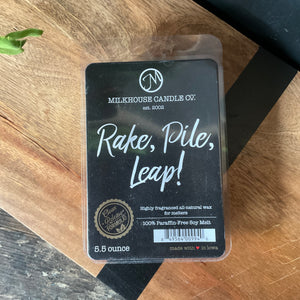 MILKHOUSE CANDLE CO.
est. 2002
Rake, Pile,
Leap!
Highly fragranced all-natural wax
for melters
100% Paraffin-Free Soy Melt
5.5 ounce
made with ♥ in Iowa